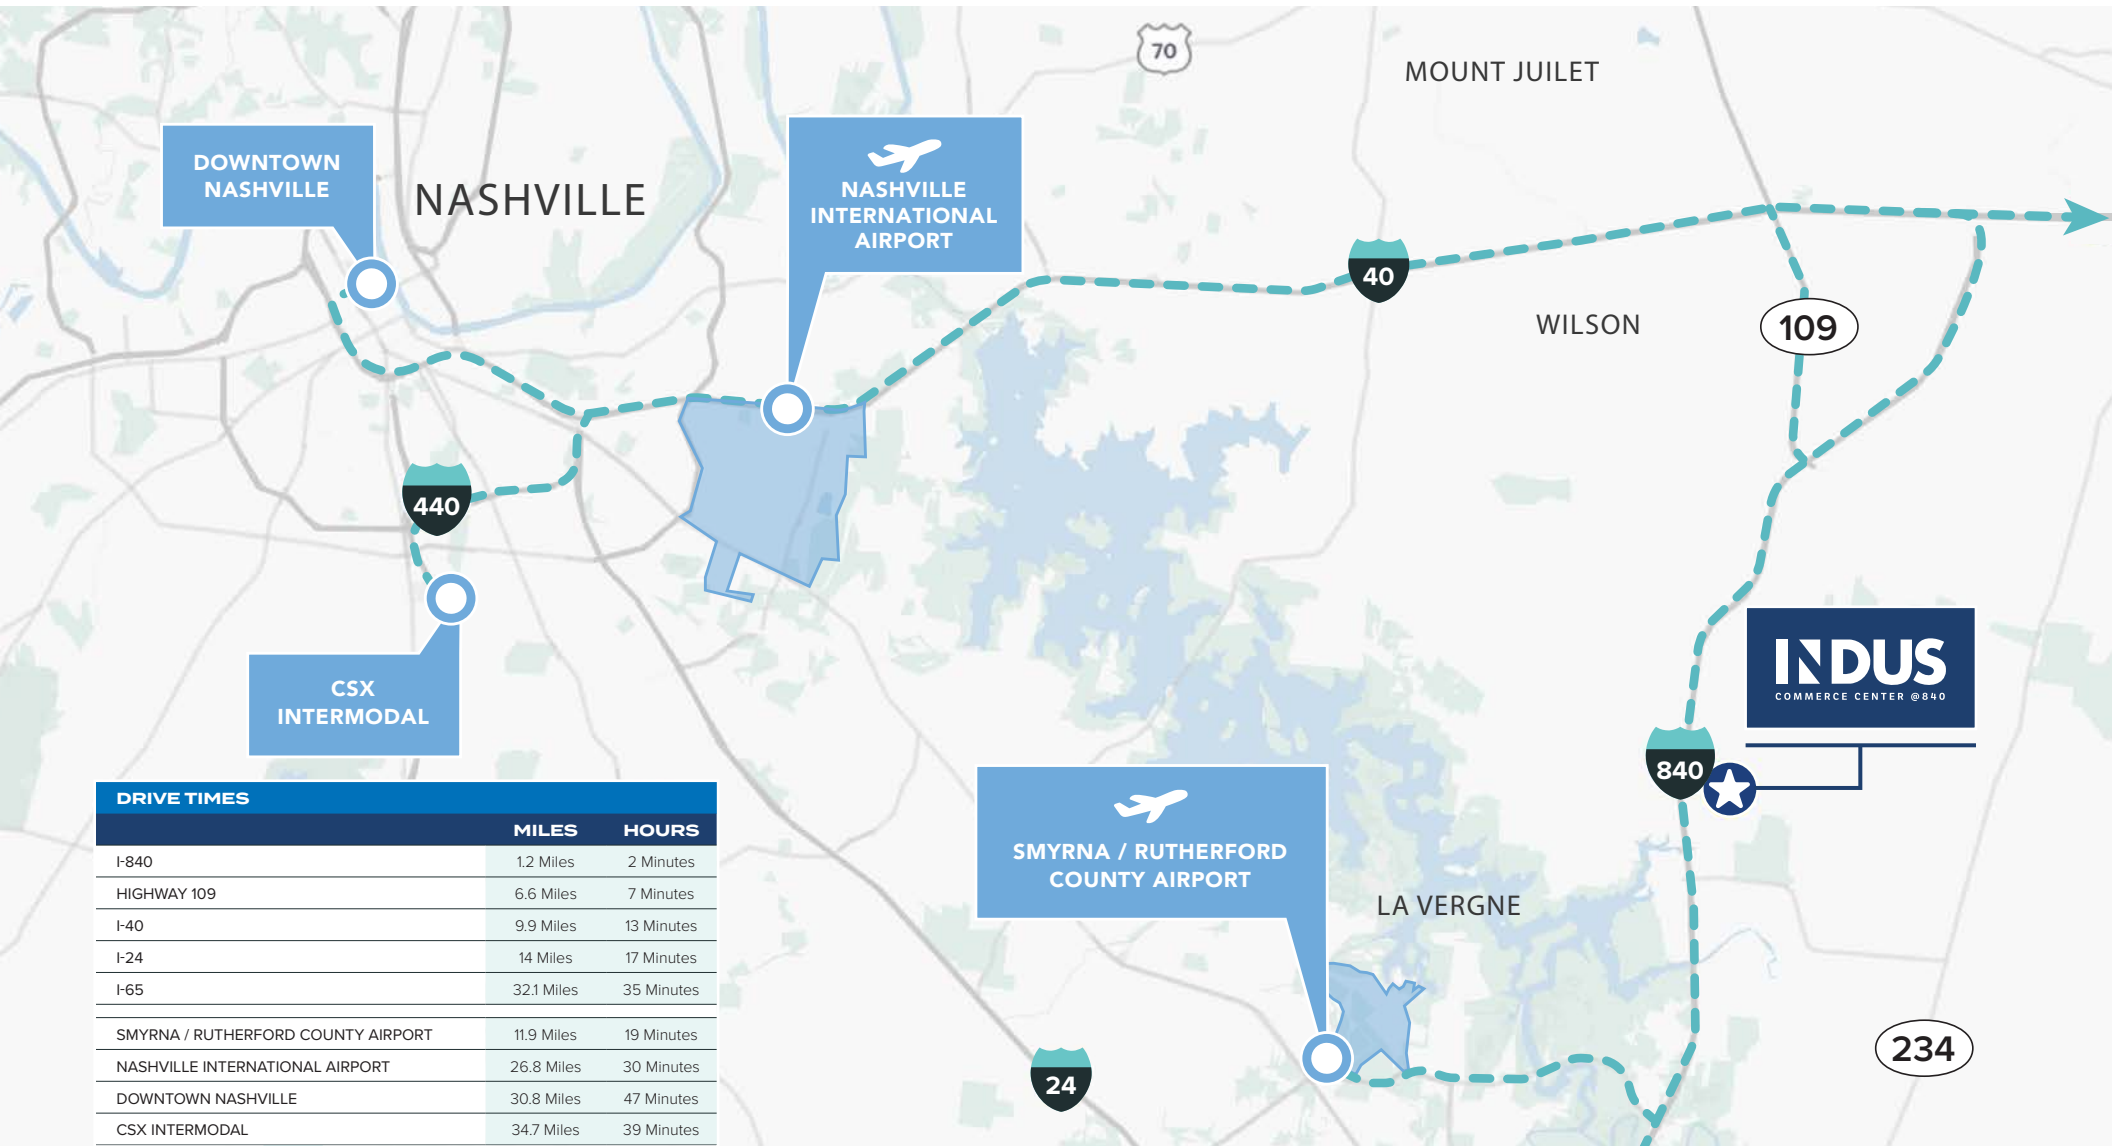 70
MOUNT JUILET
DOWNTOWN
NASHVILLE
NASHVILLE
NASHVILLE
INTERNATIONAL
AIRPORT
40
WILSON
109
440
CSX
INTERMODAL
INDUS
COMMERCE CENTER @840
840
SMYRNA / RUTHERFORD
COUNTY AIRPORT
LA VERGNE
234
24
DRIVE TIMES
MILES HOURS
I-840 1.2 Miles 2 Minutes
HIGHWAY 109 6.6 Miles 7 Minutes
I-40 9.9 Miles 13 Minutes
I-24 14 Miles 17 Minutes
I-65 32.1 Miles 35 Minutes
SMYRNA / RUTHERFORD COUNTY AIRPORT 11.9 Miles 19 Minutes
NASHVILLE INTERNATIONAL AIRPORT 26.8 Miles 30 Minutes
DOWNTOWN NASHVILLE 30.8 Miles 47 Minutes
CSX INTERMODAL 34.7 Miles 39 Minutes